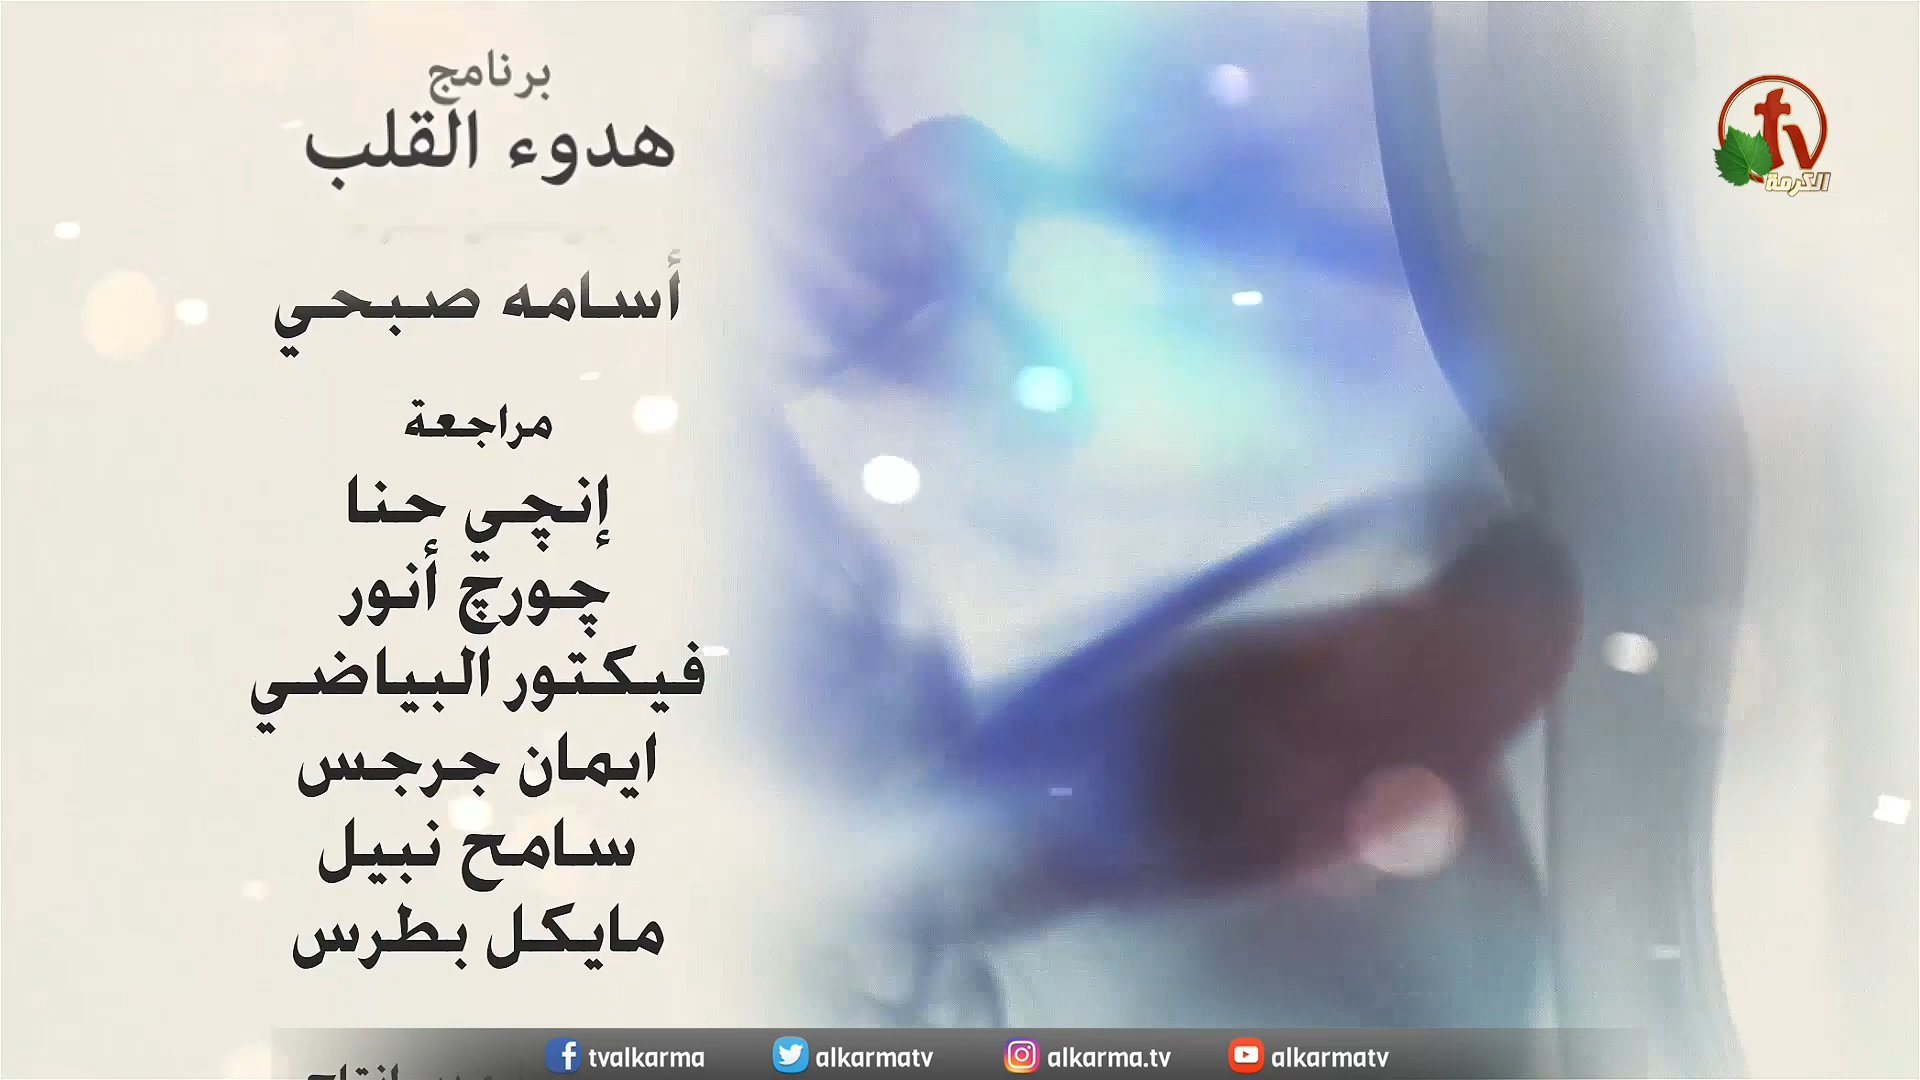 برنامج
هدوء القلب
أسامه صبحي
مراجعة
إنچي حنا
چورچ أنور
فيكتور البياضي
ايمان جرجس
سامح نبيل
مايكل بطرس
tv
الكرمة
tvalkarma
alkarmatv
alkarma.tv
alkarmatv